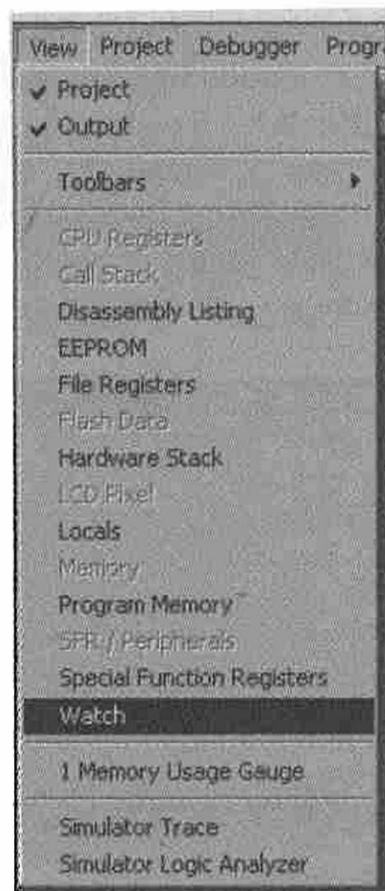 View Project Debugger Progr
Project
Output
Toolbars
CPU Registers
Call Stack
Disassembly Listing
EEPROM
File Registers
Flash Data
Hardware Stack
LCD Pixel
Locals
Memory
Program Memory
SFR / Peripherals
Special Function Registers
Watch
1 Memory Usage Gauge
Simulator Trace
Simulator Logic Analyzer